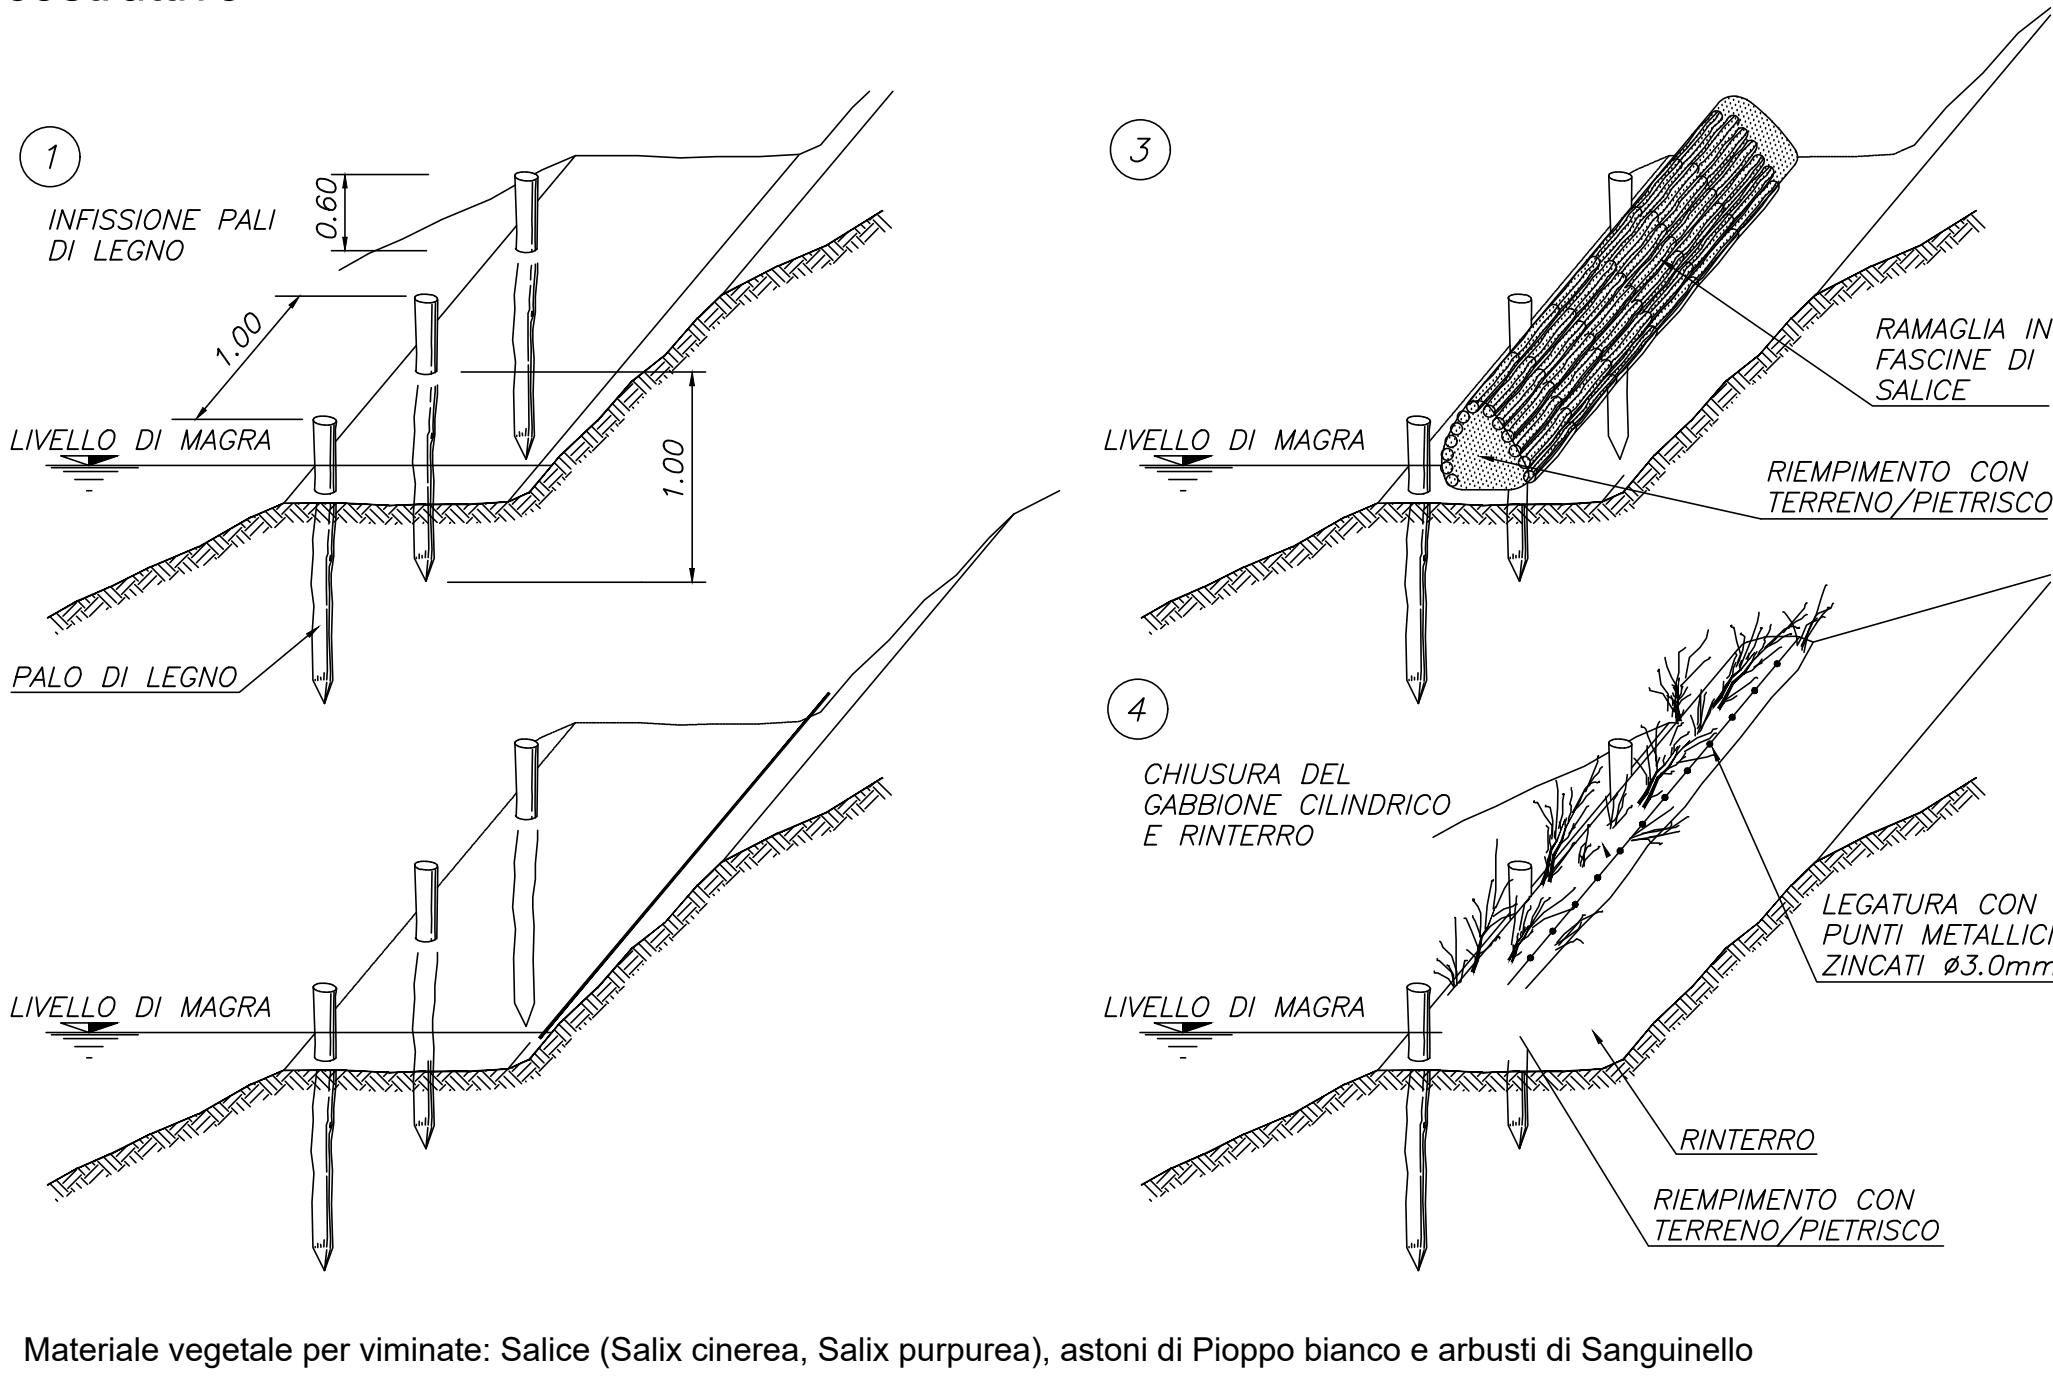 1
INFISSIONE PALI
DI LEGNO
0.60
1.00
LIVELLO DI MAGRA
1.00
PALO DI LEGNO
LIVELLO DI MAGRA
3
RAMAGLIA IN
FASCINE DI
SALICE
LIVELLO DI MAGRA
RIEMPIMENTO CON
TERRENO/PIETRISCO
4
CHIUSURA DEL
GABBIONE CILINDRICO
E RINTERRO
LEGATURA CON
PUNTI METALLICI
ZINCATI ø3.0mm
LIVELLO DI MAGRA
RINTERRO
RIEMPIMENTO CON
TERRENO/PIETRISCO
Materiale vegetale per viminate: Salice (Salix cinerea, Salix purpurea), astoni di Pioppo bianco e arbusti di Sanguinello